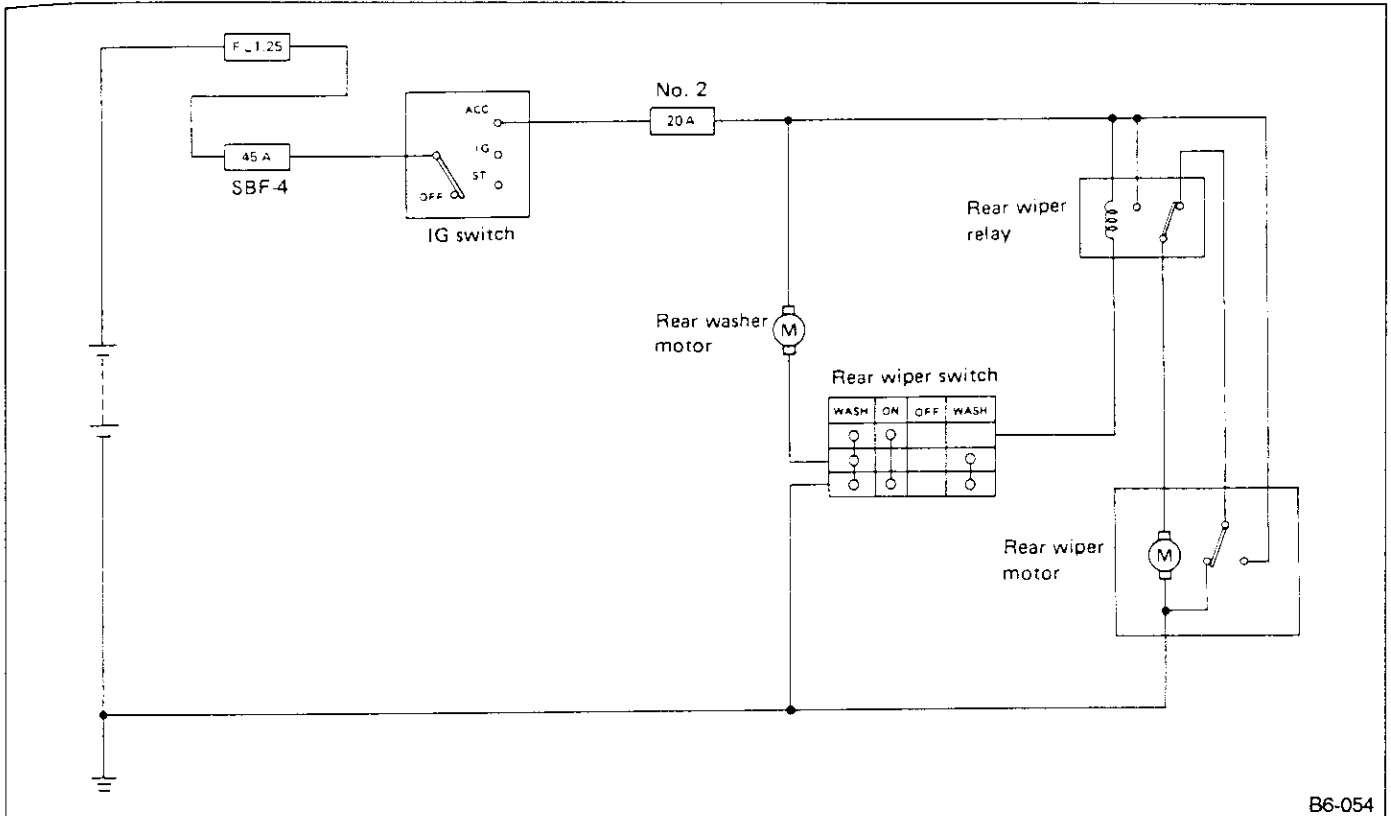 FL1.25
No. 2
20 A
ACC
IG
ST
OFF
45 A
SBF-4
IG switch
Rear wiper
relay
Rear washer
motor
M
Rear wiper switch
WASH ON OFF WASH
Rear wiper
motor
M
B6-054